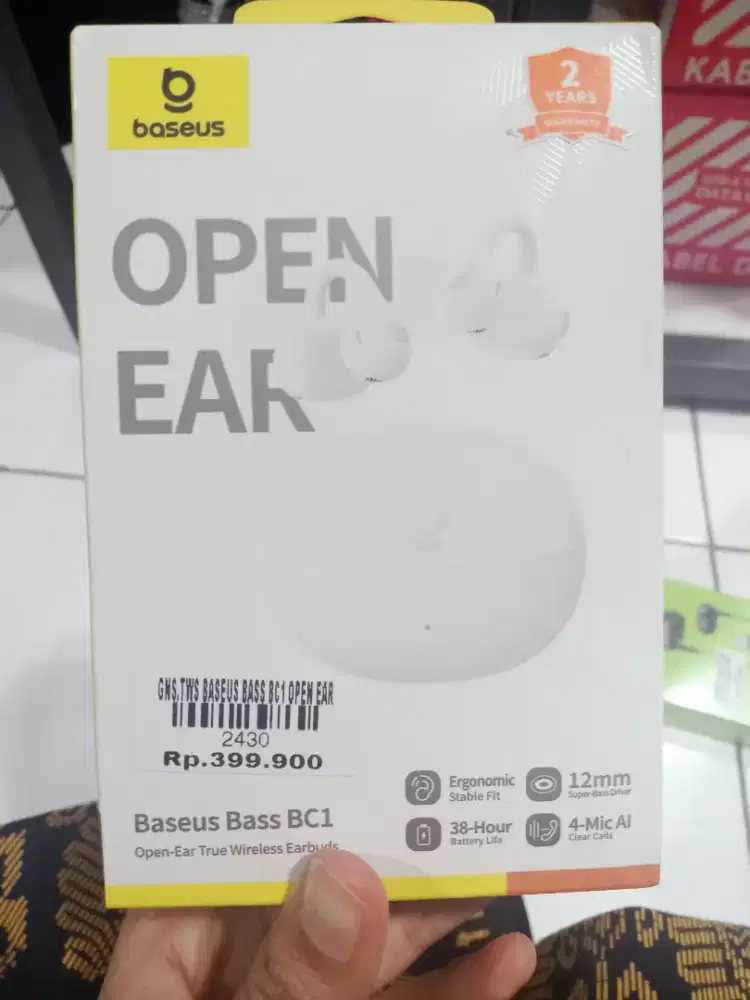 baseus
2
YEARS
WARRANTY
OPEN
EAR
GNS.TWS BASEUS BASS BC1 OPEN EAR
2430
Rp.399.900
Baseus Bass BC1
Open-Ear True Wireless Earbuds
Ergonomic
Stable Fit
12mm
Super-Bass Driver
38-Hour
Battery Life
4-Mic AI
Clear Calls
KAB